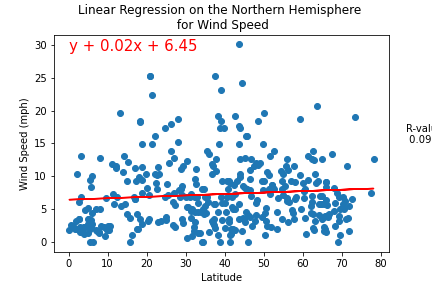 Linear Regression on the Northern Hemisphere
for Wind Speed
y + 0.02x + 6.45
Wind Speed (mph)
30
25
20
15
10
5
0
0 10 20 30 40 50 60 70 80
Latitude
R-valu
0.09